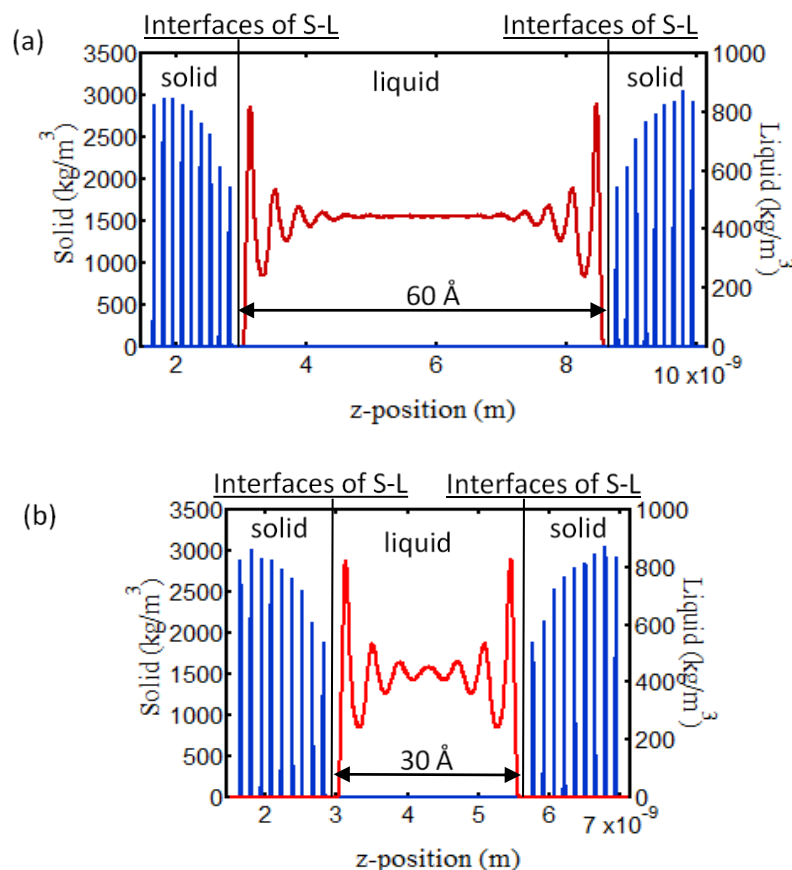 (a)
Interfaces of S-L Interfaces of S-L
solid liquid solid
3500
3000
2500
2000
1500
1000
500
0
Solid (kg/m³)
1000
800
600
400
200
0
Liquid (kg/m³)
60 Å
2 4 6 8 10 x10⁻⁹
z-position (m)
(b)
Interfaces of S-L Interfaces of S-L
solid liquid solid
3500
3000
2500
2000
1500
1000
500
0
Solid (kg/m³)
1000
800
600
400
200
0
Liquid (kg/m³)
30 Å
2 3 4 5 6 7 x10⁻⁹
z-position (m)